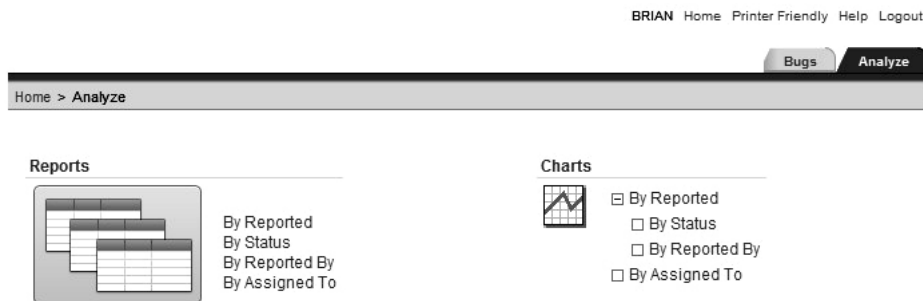 BRIAN Home Printer Friendly Help Logout
Bugs Analyze
Home > Analyze
Reports
By Reported
By Status
By Reported By
By Assigned To
Charts
By Reported
By Status
By Reported By
By Assigned To